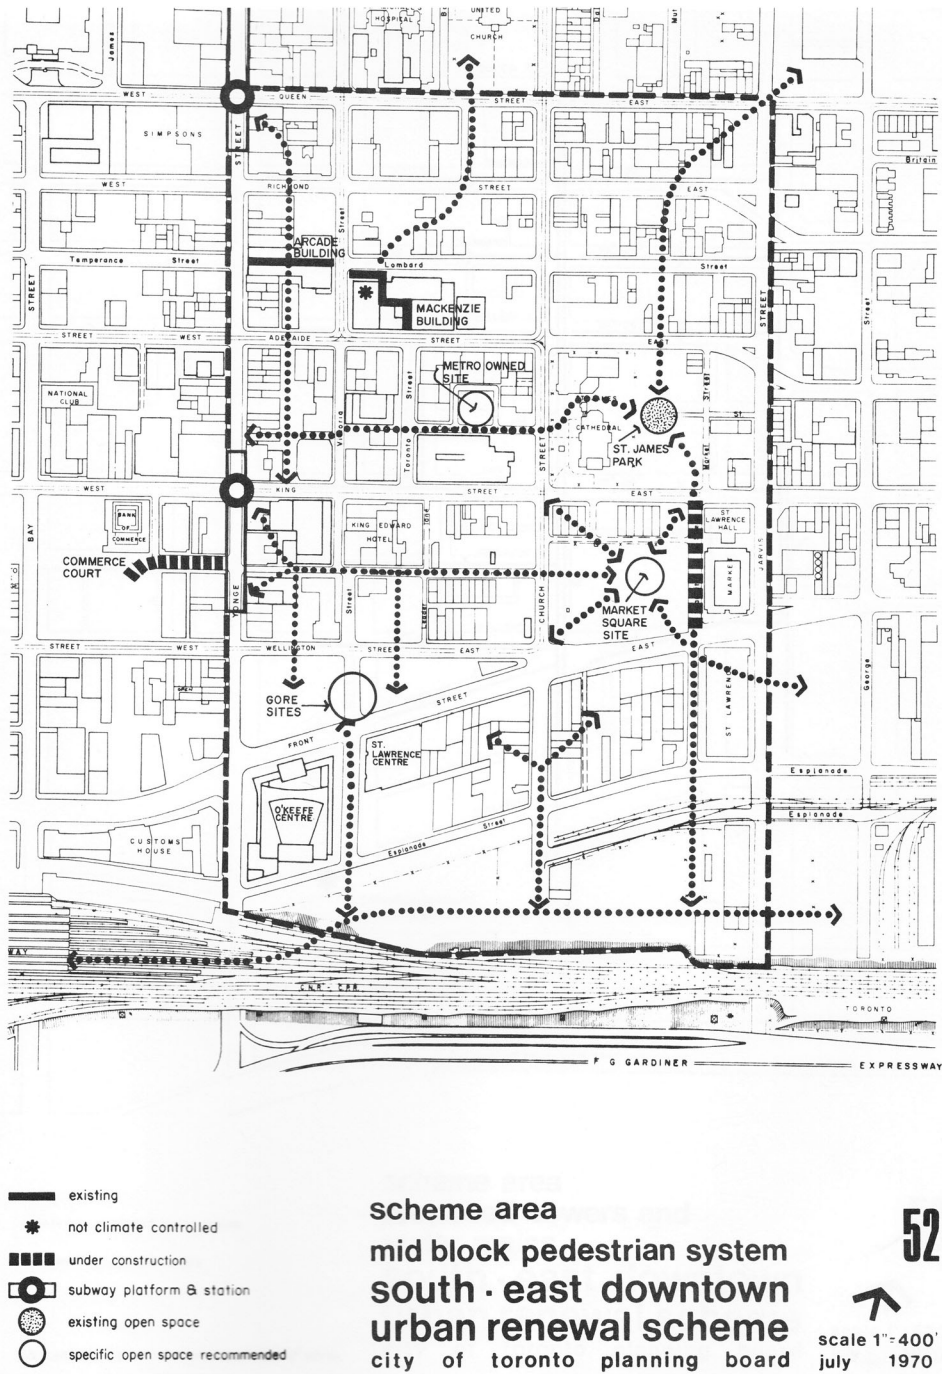 UNITED
HOSPITAL
CHURCH
James
WEST
QUEEN
STREET
EAST
SIMPSONS
STREET
Britain
WEST
RICHMOND
STREET
EAST
Street
ARCADE
BUILDING
Temperance Street
Lombard
Street
STREET
STREET
Street
MACKENZIE
BUILDING
STREET
WEST
ADELAIDE
STREET
EAST
METRO OWNED
SITE
NATIONAL
CLUB
Street
Street
Victoria
Toronto
CATHEDRAL
St.
STREET
ST. JAMES
PARK
Market
WEST
KING
STREET
EAST
BAY
BANK
OF
COMMERCE
KING EDWARD
HOTEL
lane
ST
LAWRENCE
HALL
COMMERCE
COURT
MARKET
JARVIS
YONGE
Street
Leader
CHURCH
MARKET
SQUARE
SITE
STREET
WEST
WELLINGTON
STREET
EAST
EAST
George
GORE
SITES
STREET
FRONT
ST. LAWRENCE
ST.
LAWRENCE
CENTRE
Esplanade
O'KEEFE
CENTRE
Esplanade
Street
Esplanade
CUSTOMS
HOUSE
WAY
C.N.R - C.P.R.
TORONTO
F G GARDINER
EXPRESSWAY
existing
not climate controlled
under construction
subway platform & station
existing open space
specific open space recommended
scheme area
mid block pedestrian system
south · east downtown
urban renewal scheme
city of toronto planning board
52
scale 1"=400'
july 1970